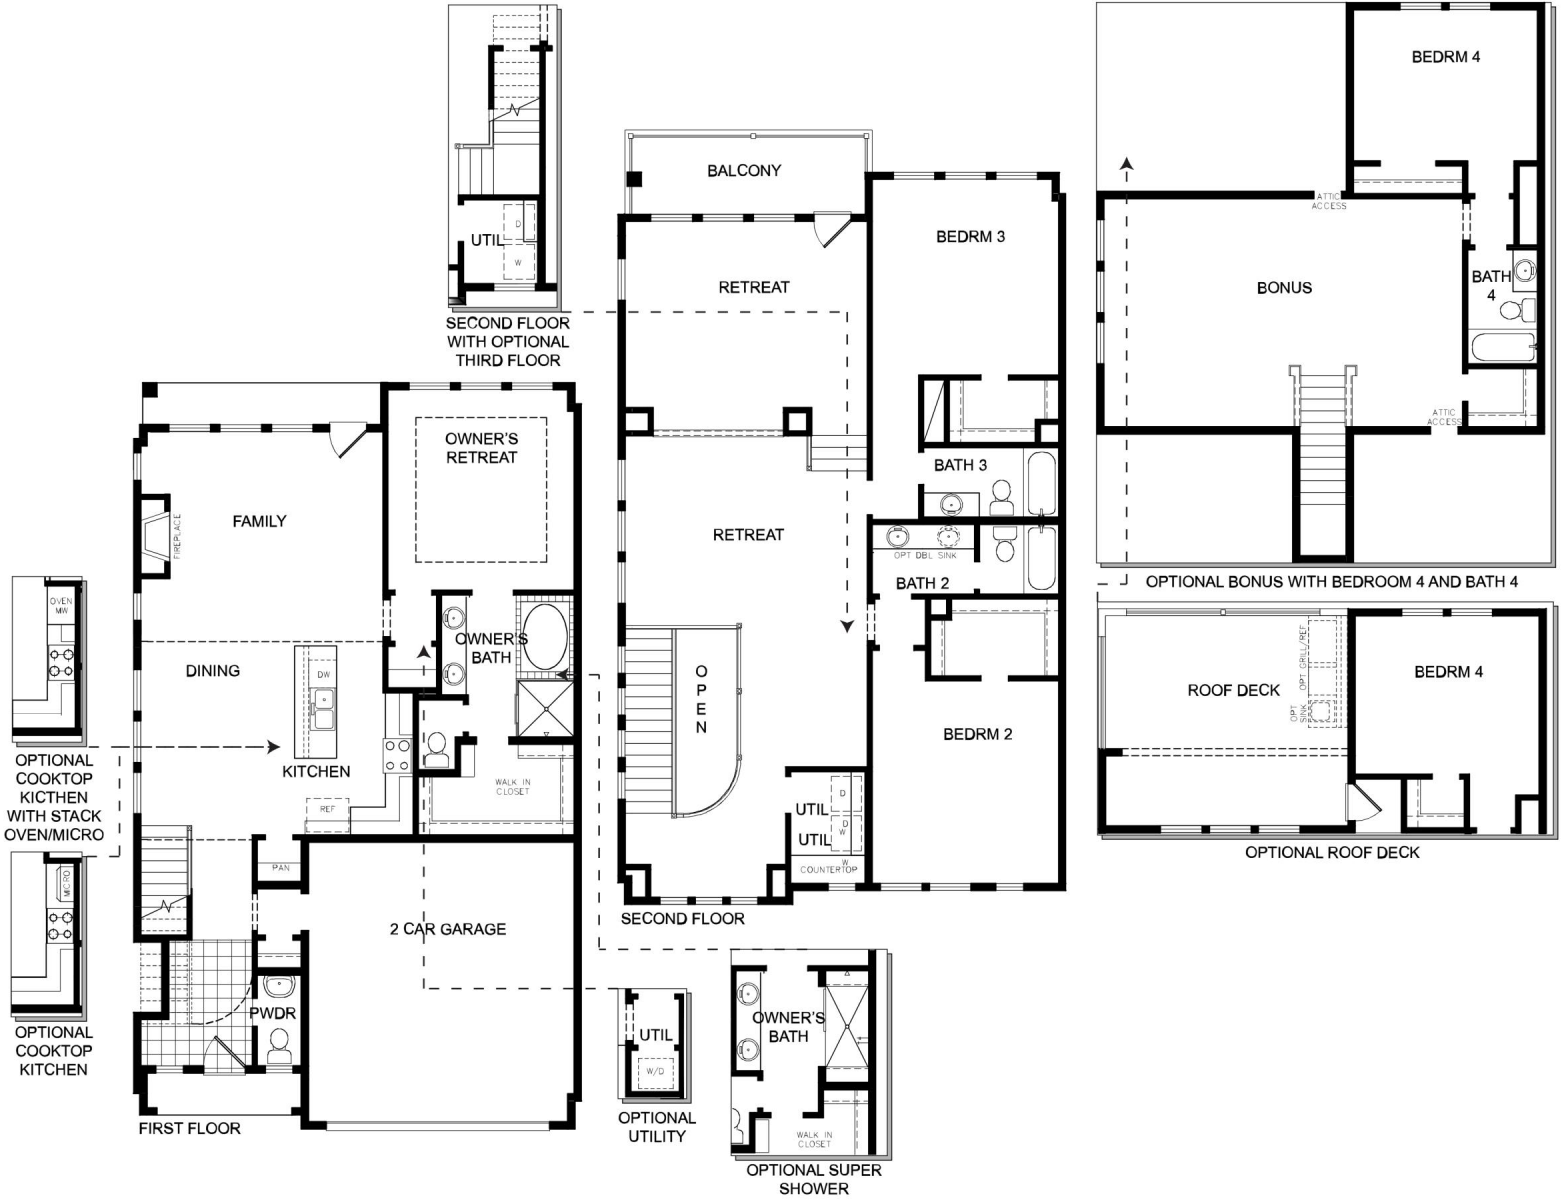 UTIL
D
W
SECOND FLOOR
WITH OPTIONAL
THIRD FLOOR
OWNER'S
RETREAT
FAMILY
FIREPLACE
DINING
DW
KITCHEN
REF
OWNER'S
BATH
WALK IN
CLOSET
PAN
2 CAR GARAGE
PWDR
FIRST FLOOR
OVEN
MW
OPTIONAL
COOKTOP
KICTHEN
WITH STACK
OVEN/MICRO
MICRO
OPTIONAL
COOKTOP
KITCHEN
UTIL
W/D
OPTIONAL
UTILITY
OWNER'S
BATH
WALK IN
CLOSET
OPTIONAL SUPER
SHOWER
BALCONY
RETREAT
BEDRM 3
BATH 3
RETREAT
OPT DBL SINK
BATH 2
OPEN
BEDRM 2
UTIL
D
UTIL
D
W
W
COUNTERTOP
SECOND FLOOR
BEDRM 4
ATTIC
ACCESS
BONUS
BATH
4
ATTIC
ACCESS
OPTIONAL BONUS WITH BEDROOM 4 AND BATH 4
ROOF DECK
OPT GRILL/REF
OPT
SINK
BEDRM 4
OPTIONAL ROOF DECK